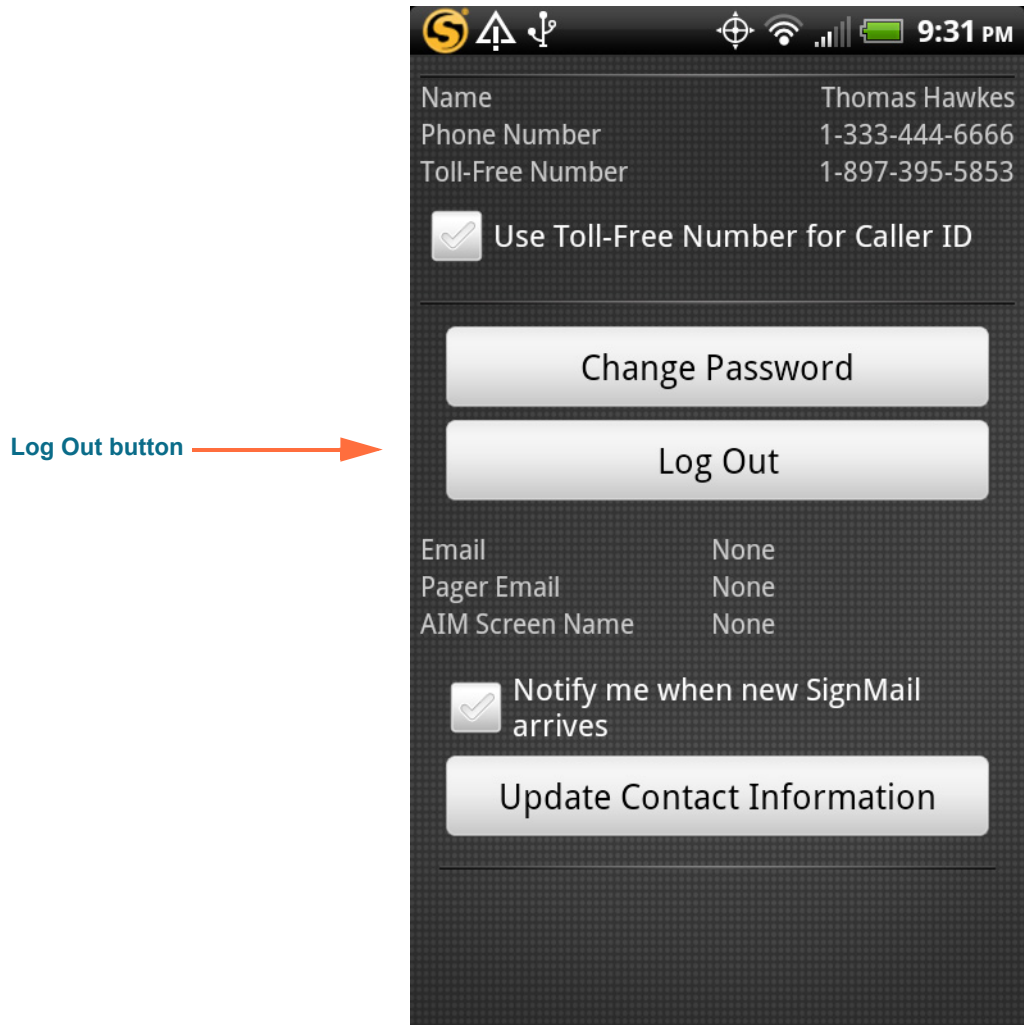 S
9:31 PM
Name Thomas Hawkes
Phone Number 1-333-444-6666
Toll-Free Number 1-897-395-5853
Use Toll-Free Number for Caller ID
Change Password
Log Out button
Log Out
Email None
Pager Email None
AIM Screen Name None
Notify me when new SignMail
arrives
Update Contact Information